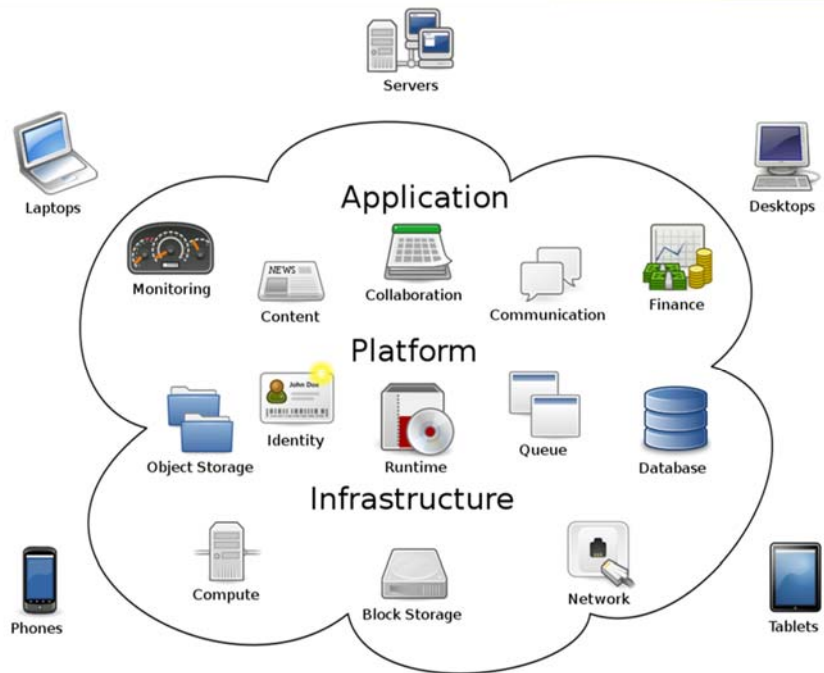 Servers
Laptops
Desktops
Application
Monitoring
NEWS
Content
Collaboration
Communication
Finance
Platform
John Doe
Object Storage
Identity
Runtime
Queue
Database
Infrastructure
Compute
Block Storage
Network
Phones
Tablets